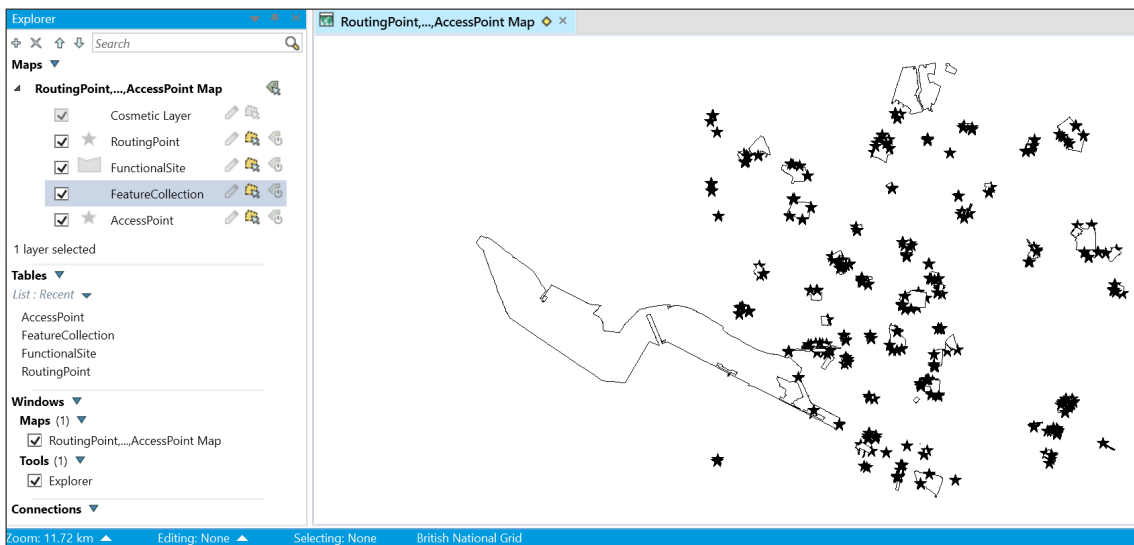 Explorer
Search
Maps
RoutingPoint,...,AccessPoint Map
Cosmetic Layer
RoutingPoint
FunctionalSite
FeatureCollection
AccessPoint
1 layer selected
Tables
List : Recent
AccessPoint
FeatureCollection
FunctionalSite
RoutingPoint
Windows
Maps (1)
RoutingPoint,...,AccessPoint Map
Tools (1)
Explorer
Connections
RoutingPoint,...,AccessPoint Map
Zoom: 11.72 km Editing: None Selecting: None British National Grid